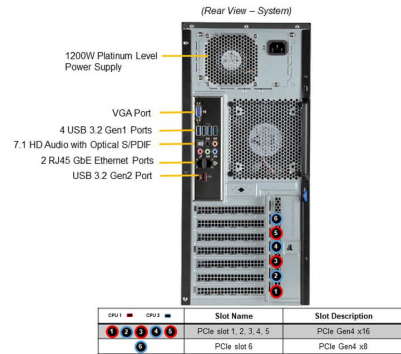 (Rear View – System)
1200W Platinum Level
Power Supply
VGA Port
4 USB 3.2 Gen1 Ports
7.1 HD Audio with Optical S/PDIF
2 RJ45 GbE Ethernet Ports
USB 3.2 Gen2 Port
6
5
4
3
2
1
CPU 1 CPU 2 Slot Name Slot Description
1 2 3 4 5 PCIe slot 1, 2, 3, 4, 5 PCIe Gen4 x16
6 PCIe slot 6 PCIe Gen4 x8